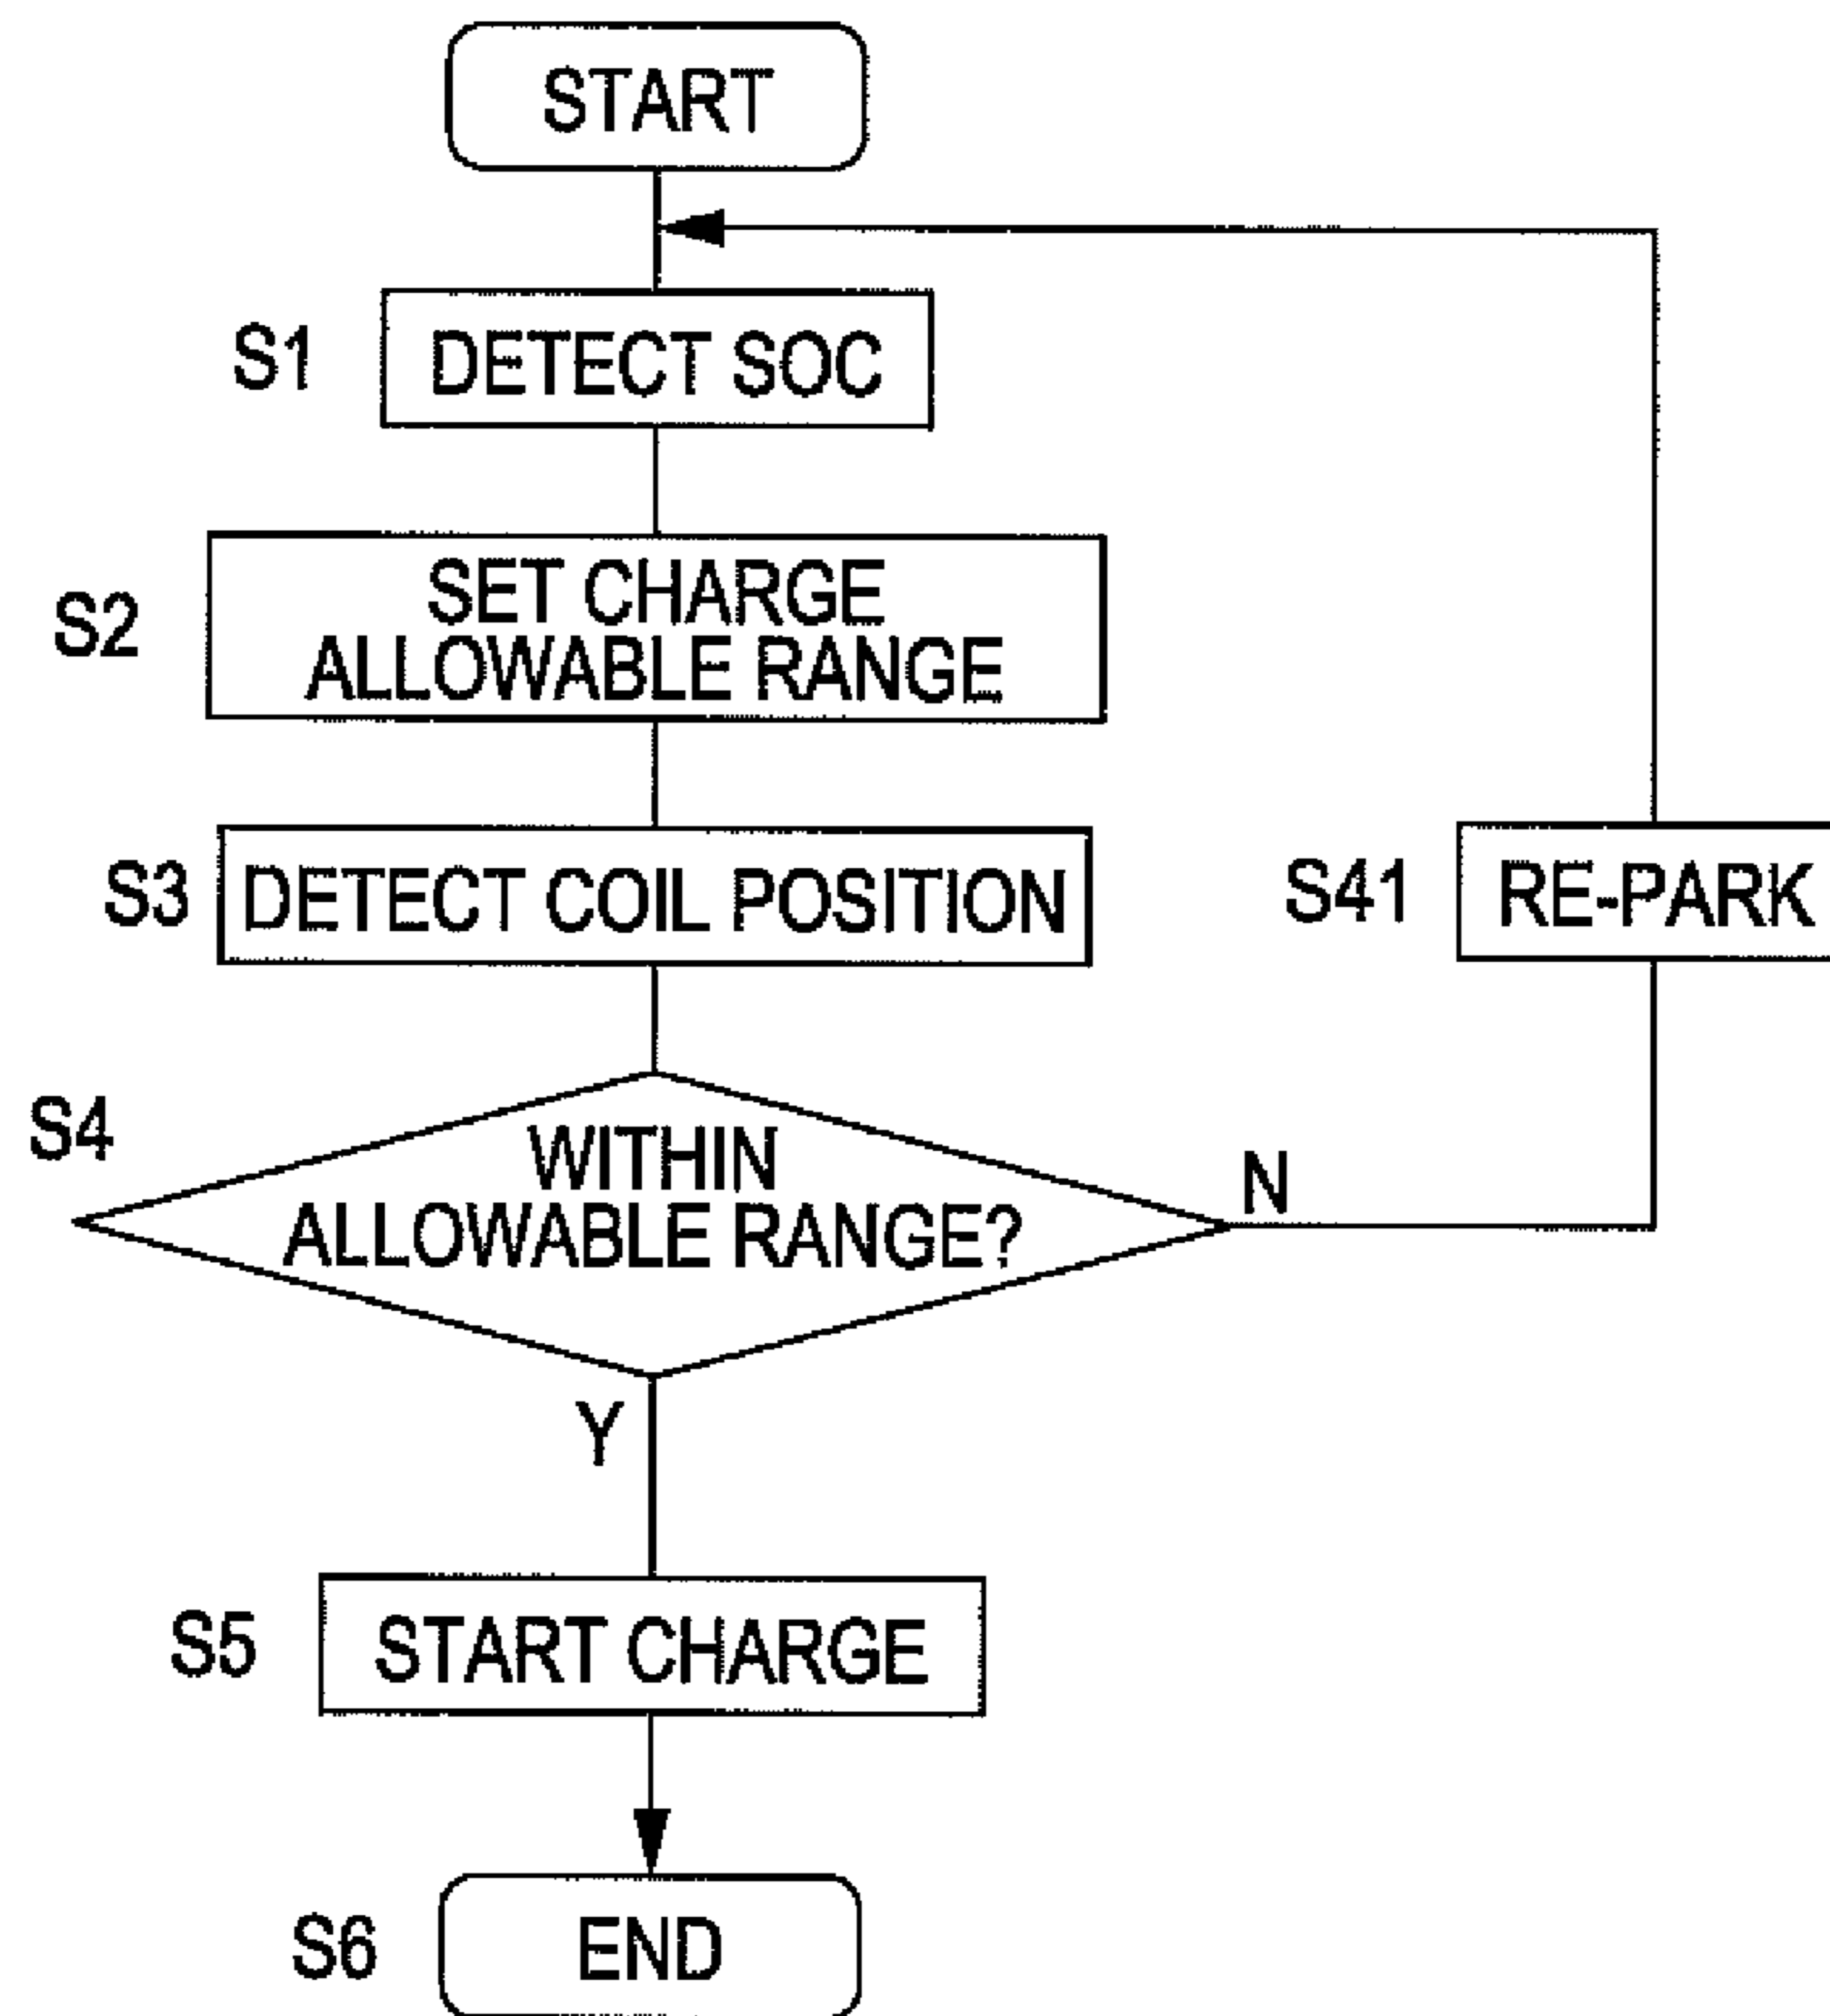 START
S1
DETECT SOC
S2
SET CHARGE
ALLOWABLE RANGE
S3
DETECT COIL POSITION
S41
RE-PARK
S4
WITHIN
ALLOWABLE RANGE?
N
Y
S5
START CHARGE
S6
END